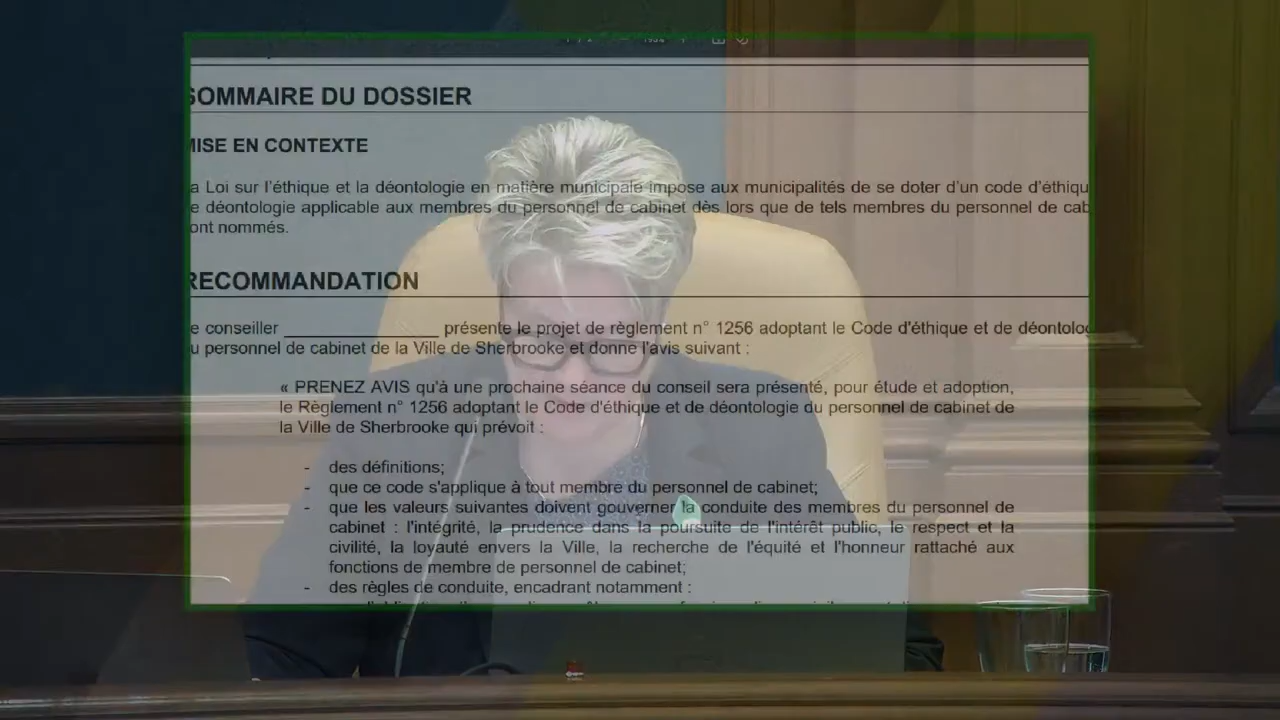 SOMMAIRE DU DOSSIER
MISE EN CONTEXTE
a Loi sur l'éthique et la déontologie en matière municipale impose aux municipalités de se doter d'un code d'éthiqu
e déontologie applicable aux membres du personnel de cabinet dès lors que de tels membres du personnel de cab
ont nommés.
RECOMMANDATION
e conseiller ________________ présente le projet de règlement n° 1256 adoptant le Code d'éthique et de déontolog
u personnel de cabinet de la Ville de Sherbrooke et donne l'avis suivant :
« PRENEZ AVIS qu'à une prochaine séance du conseil sera présenté, pour étude et adoption,
le Règlement n° 1256 adoptant le Code d'éthique et de déontologie du personnel de cabinet de
la Ville de Sherbrooke qui prévoit :
- des définitions;
- que ce code s'applique à tout membre du personnel de cabinet;
- que les valeurs suivantes doivent gouverner la conduite des membres du personnel de
cabinet : l'intégrité, la prudence dans la poursuite de l'intérêt public, le respect et la
civilité, la loyauté envers la Ville, la recherche de l'équité et l'honneur rattaché aux
fonctions de membre de personnel de cabinet;
- des règles de conduite, encadrant notamment :